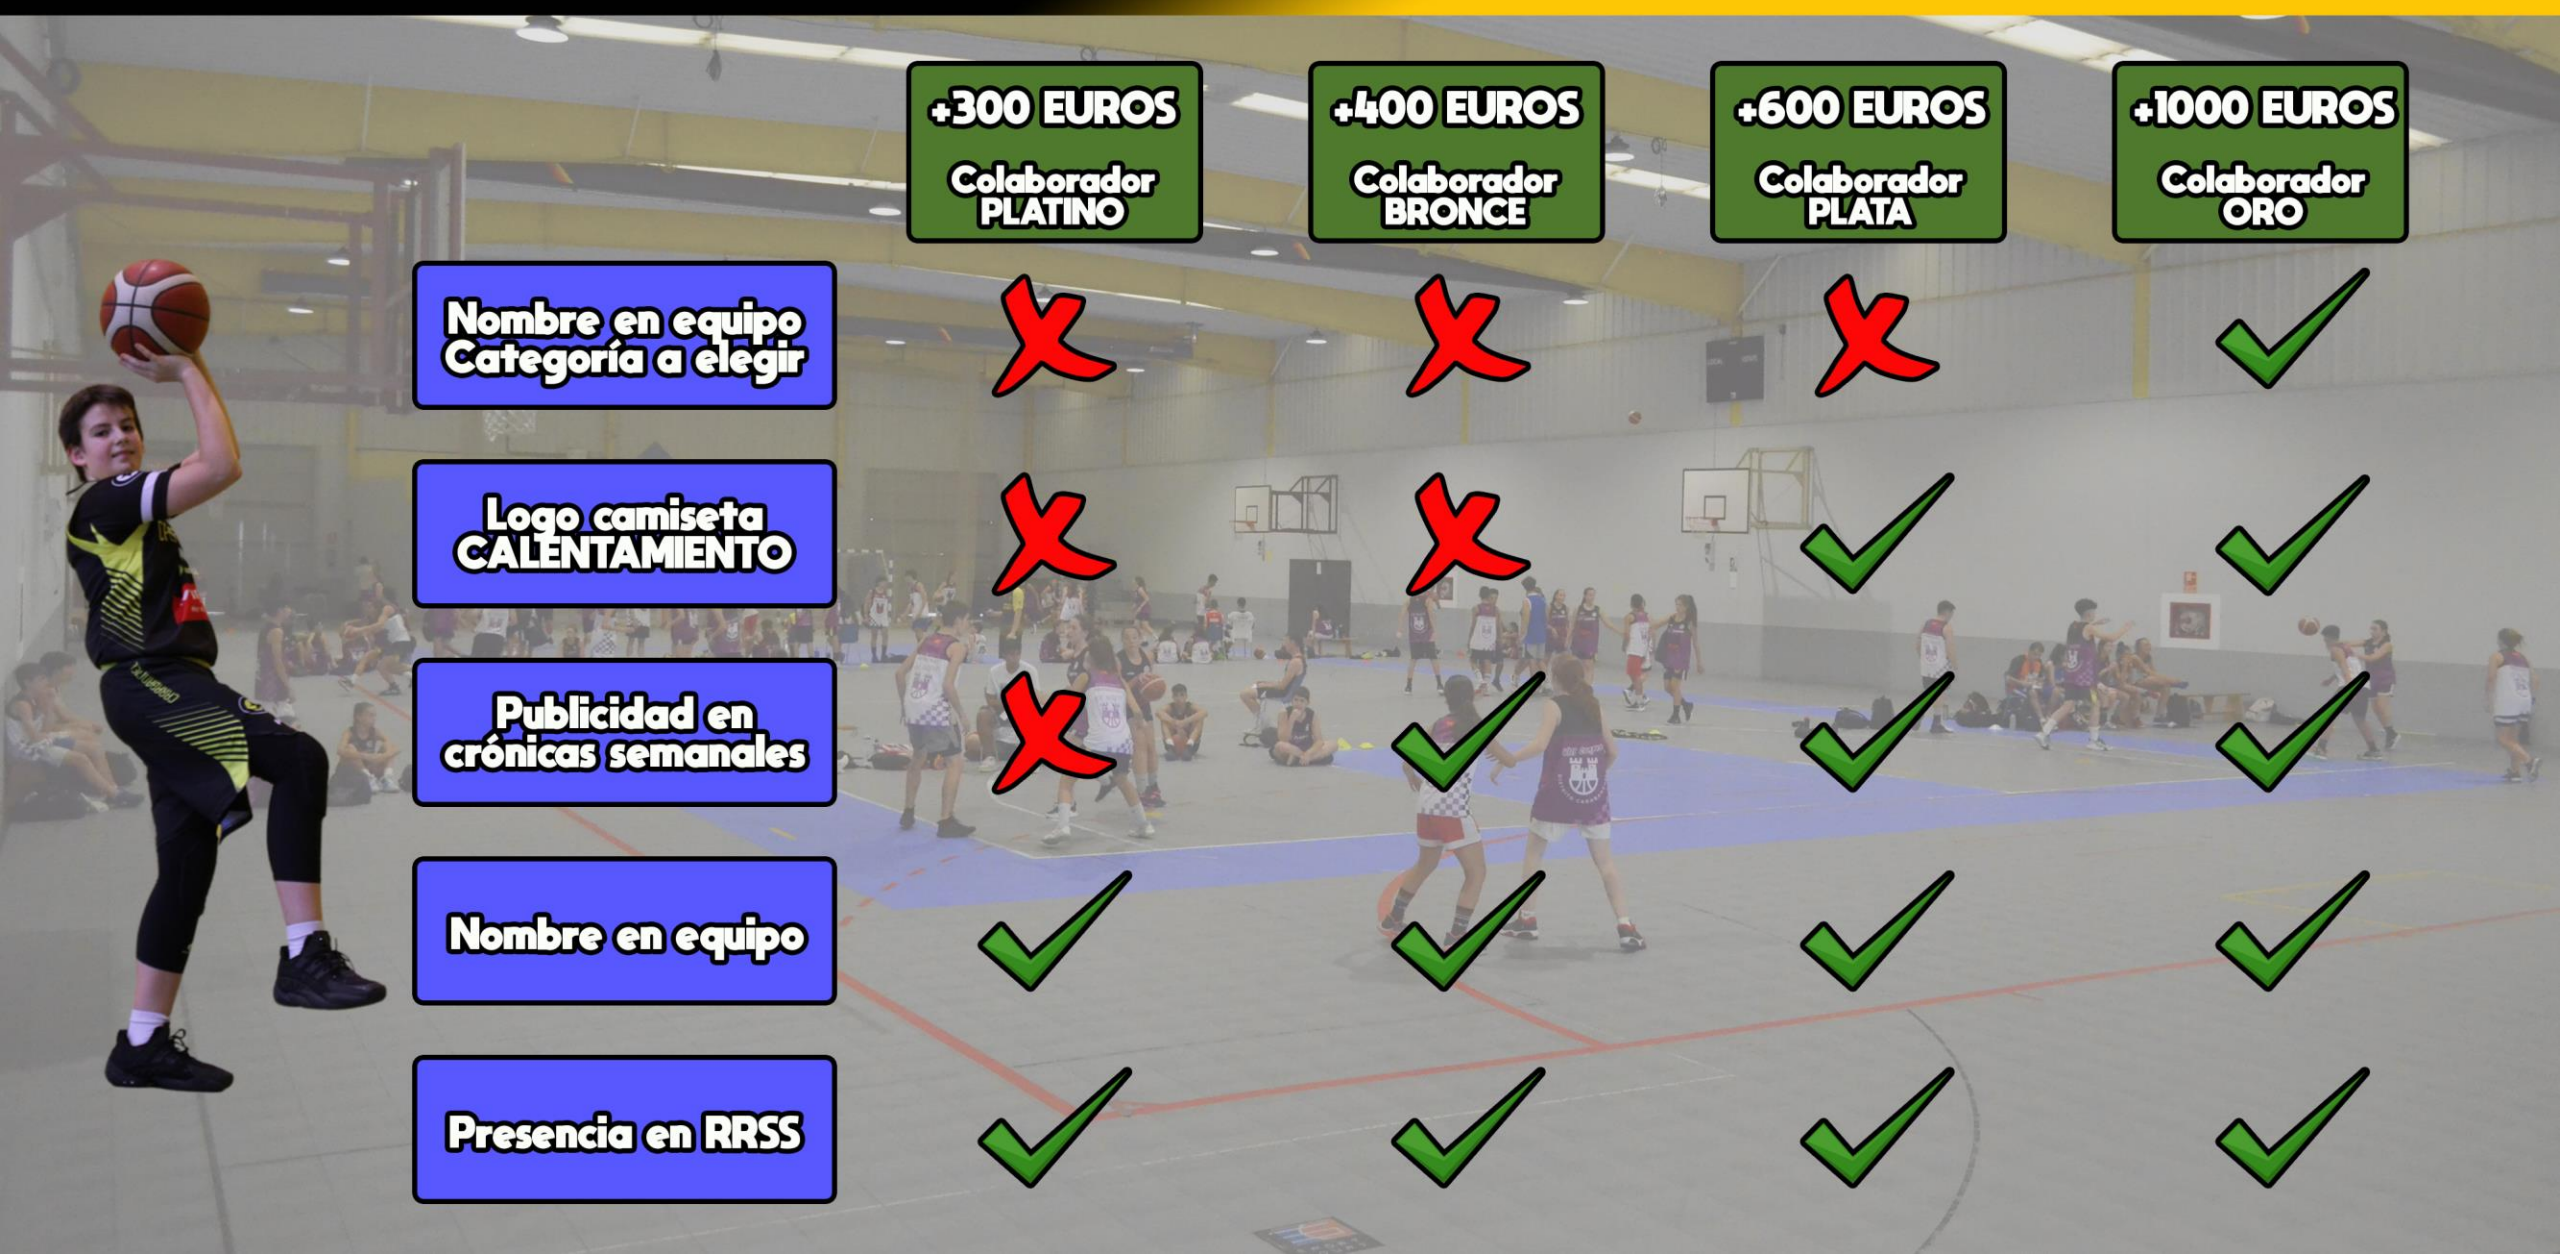 +300 EUROS
Colaborador
PLATINO
+400 EUROS
Colaborador
BRONCE
+600 EUROS
Colaborador
PLATA
+1000 EUROS
Colaborador
ORO
Nombre en equipo
Categoría a elegir
Logo camiseta
CALENTAMIENTO
Publicidad en
crónicas semanales
Nombre en equipo
Presencia en RRSS